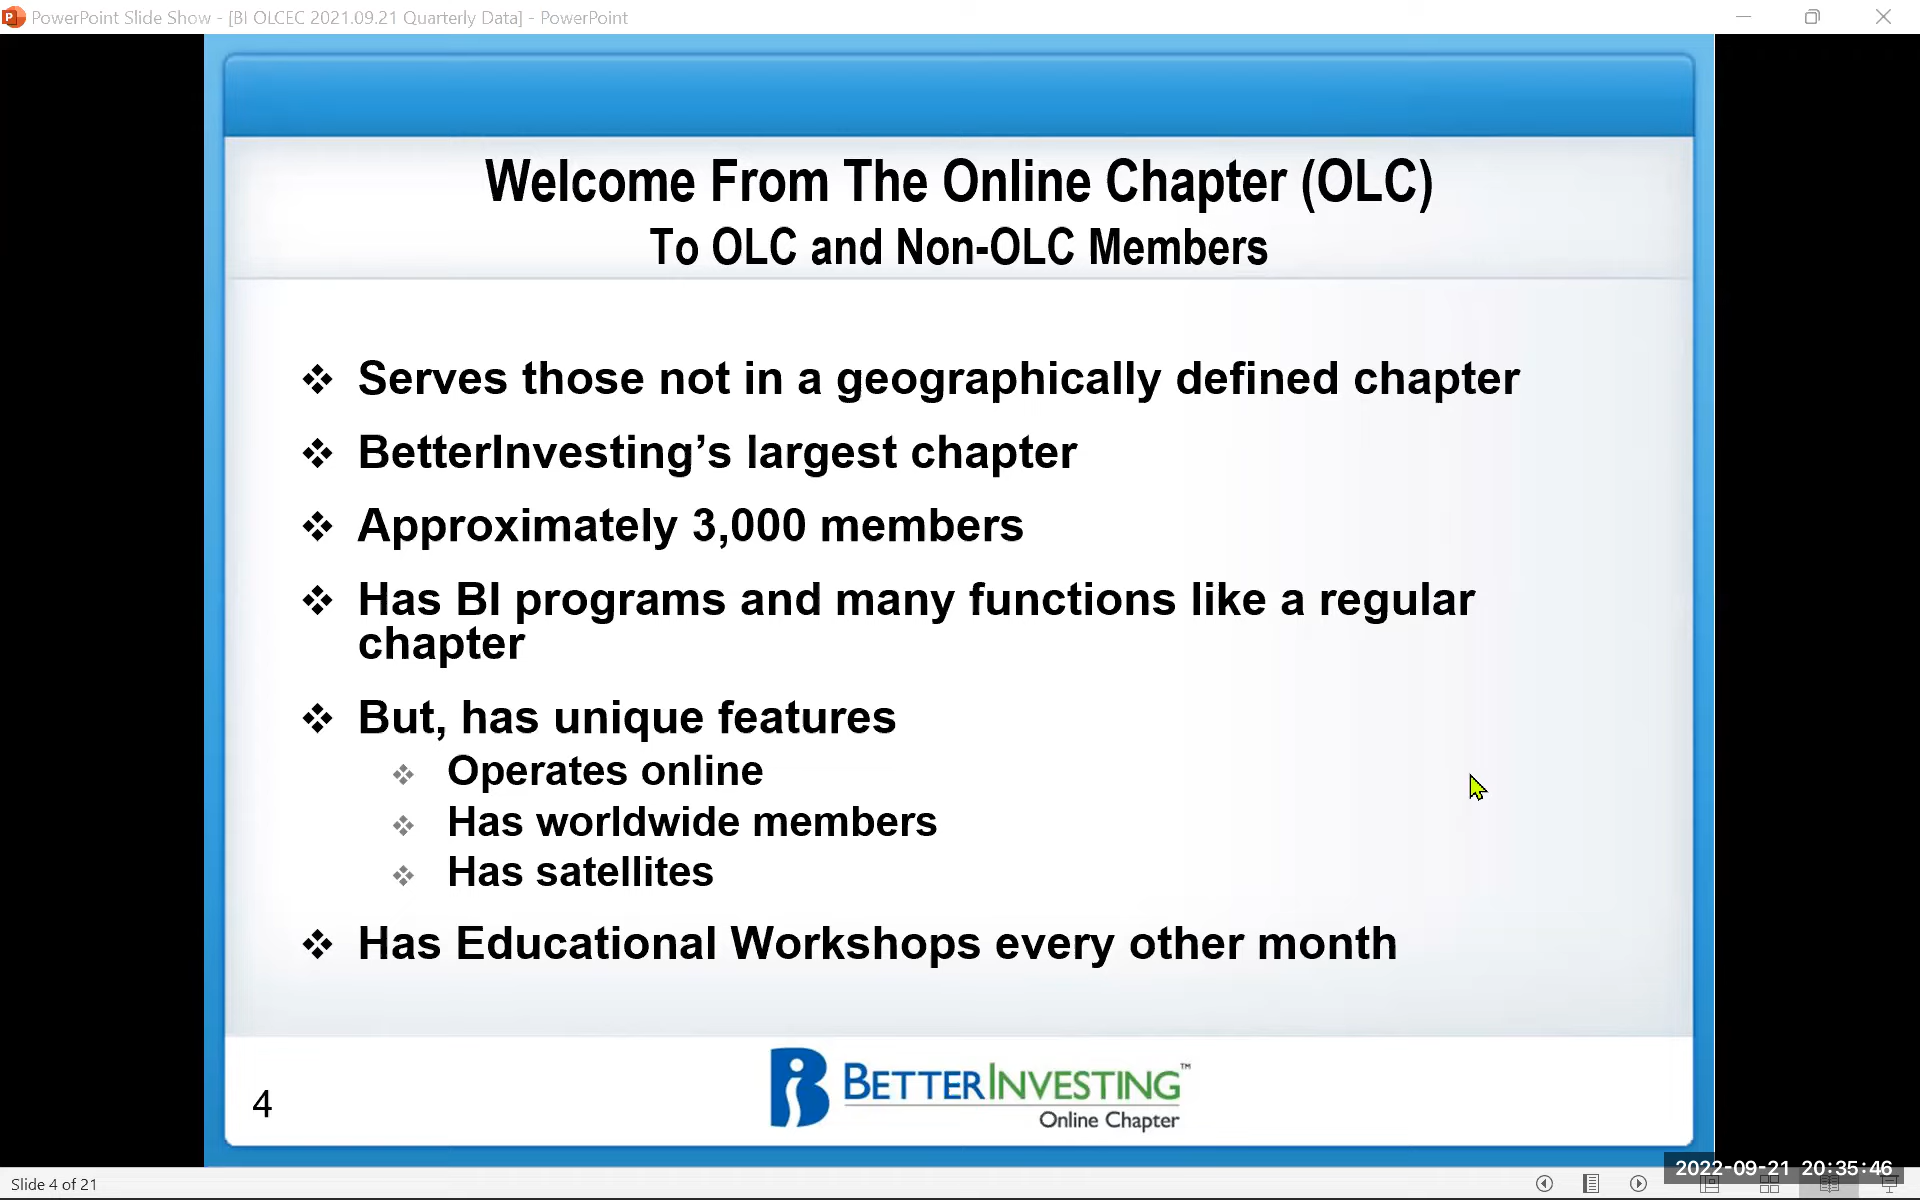 PowerPoint Slide Show - [BI OLCEC 2021.09.21 Quarterly Data] - PowerPoint
Welcome From The Online Chapter (OLC)
To OLC and Non-OLC Members
❖ Serves those not in a geographically defined chapter
❖ BetterInvesting’s largest chapter
❖ Approximately 3,000 members
❖ Has BI programs and many functions like a regular
chapter
❖ But, has unique features
❖ Operates online
❖ Has worldwide members
❖ Has satellites
❖ Has Educational Workshops every other month
4
BETTERINVESTING™
Online Chapter
2022-09-21 20:35:46
Slide 4 of 21